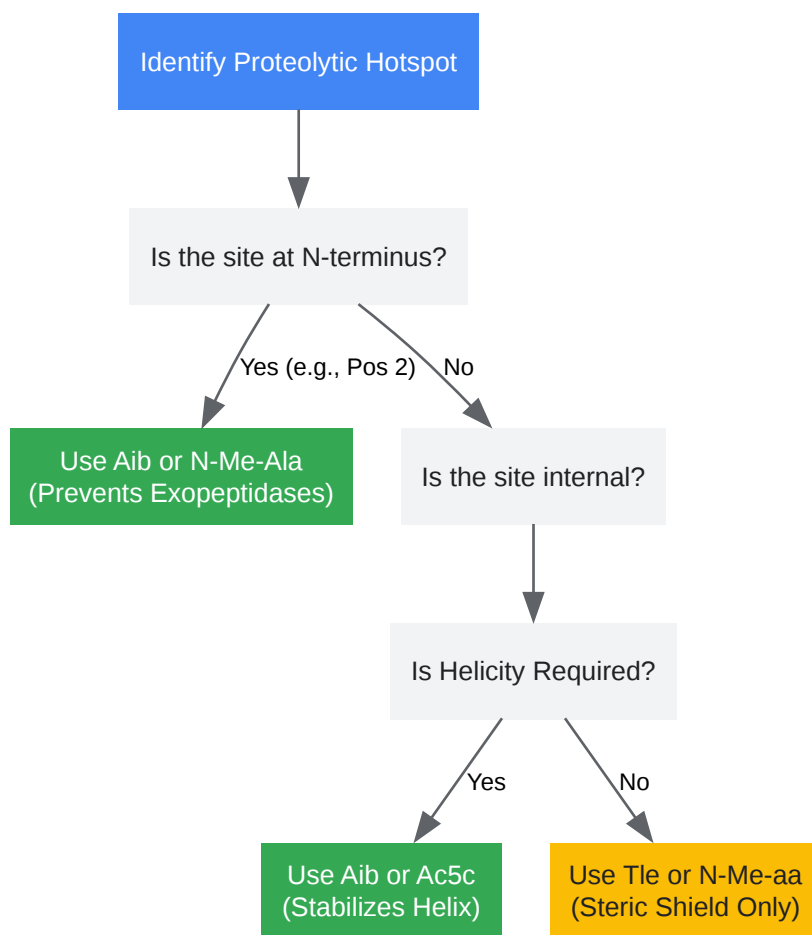 Identify Proteolytic Hotspot
Is the site at N-terminus?
Yes (e.g., Pos 2)
No
Use Aib or N-Me-Ala
(Prevents Exopeptidases)
Is the site internal?
Is Helicity Required?
Yes
No
Use Aib or Ac5c
(Stabilizes Helix)
Use Tle or N-Me-aa
(Steric Shield Only)